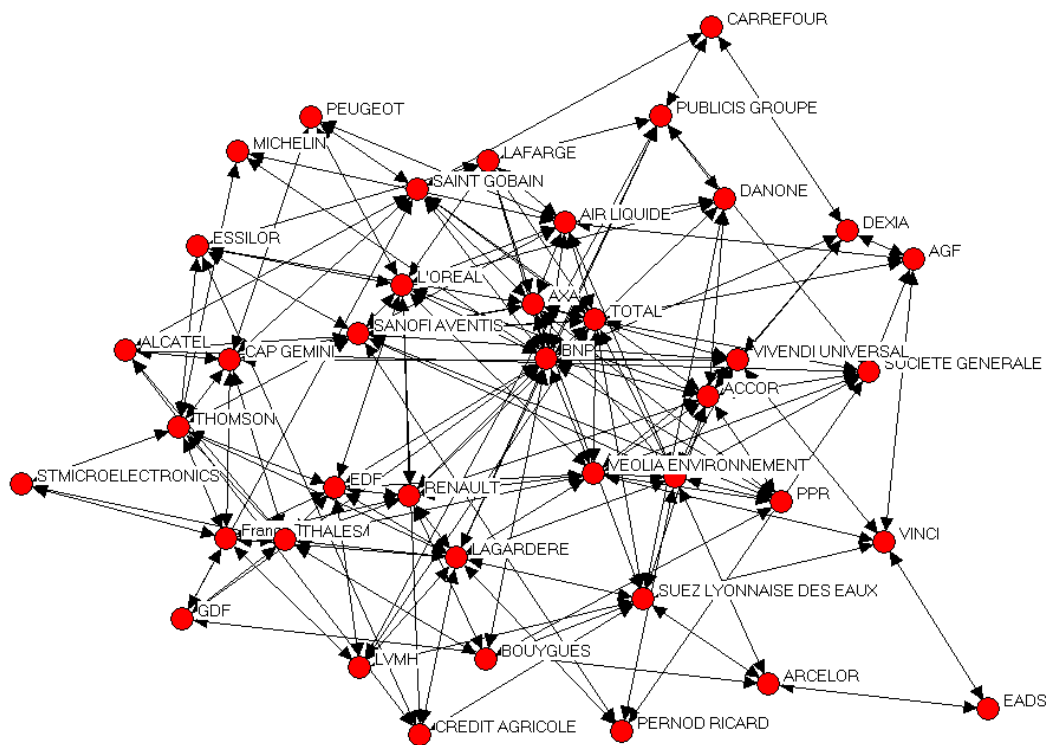 CARREFOUR
PEUGEOT
PUBLICIS GROUPE
MICHELIN
LAFARGE
SAINT GOBAIN
DANONE
AIR LIQUIDE
DEXIA
ESSILOR
AGF
L'OREAL
AXA
TOTAL
SANOFI AVENTIS
ALCATEL
CAP GEMINI
BNP
VIVENDI UNIVERSAL
SOCIETE GENERALE
ACCOR
THOMSON
STMICROELECTRONICS
EDF
RENAULT
VEOLIA ENVIRONNEMENT
PPR
THALES
LAGARDERE
VINCI
SUEZ LYONNAISE DES EAUX
GDF
LVMH
BOUYGUES
ARCELOR
EADS
CREDIT AGRICOLE
PERNOD RICARD